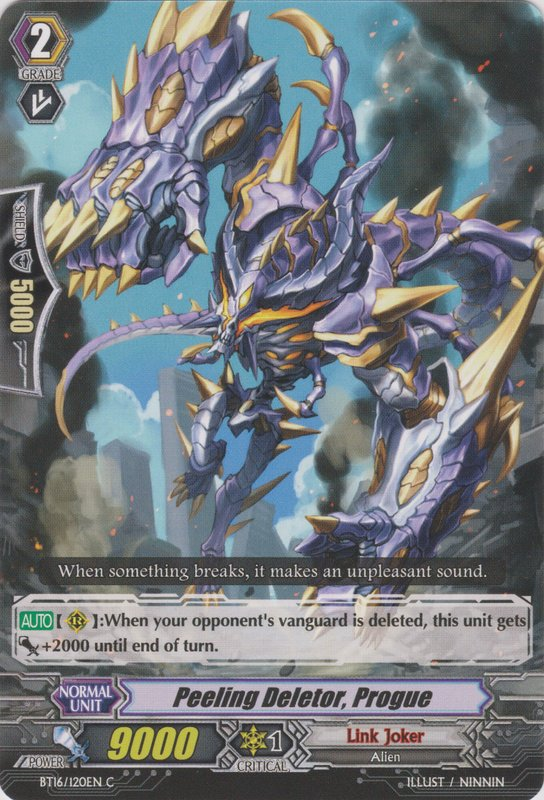 2
GRADE
SHIELD
5000
When something breaks, it makes an unpleasant sound.
AUTO【 R 】:When your opponent's vanguard is deleted, this unit gets
+2000 until end of turn.
NORMAL
UNIT
Peeling Deletor, Progue
POWER
9000
1
CRITICAL
Link Joker
Alien
BT16/120EN C
ILLUST / NINNIN